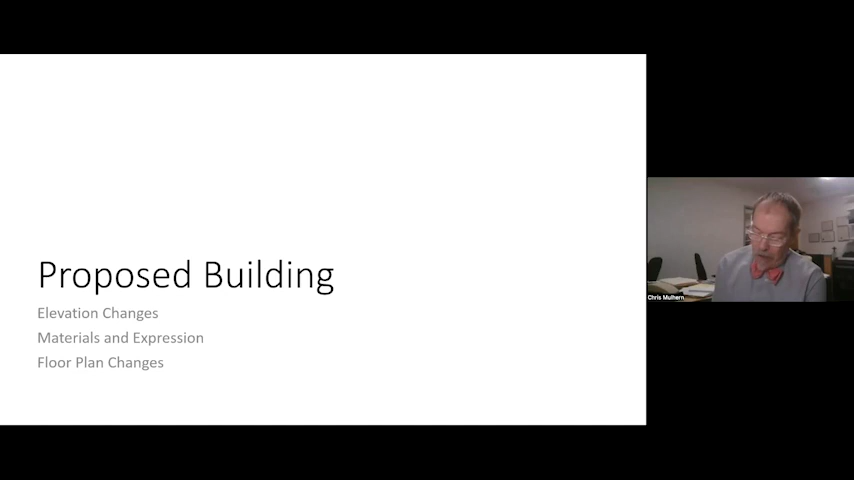 Proposed Building
Elevation Changes
Materials and Expression
Floor Plan Changes
Chris Mulhern